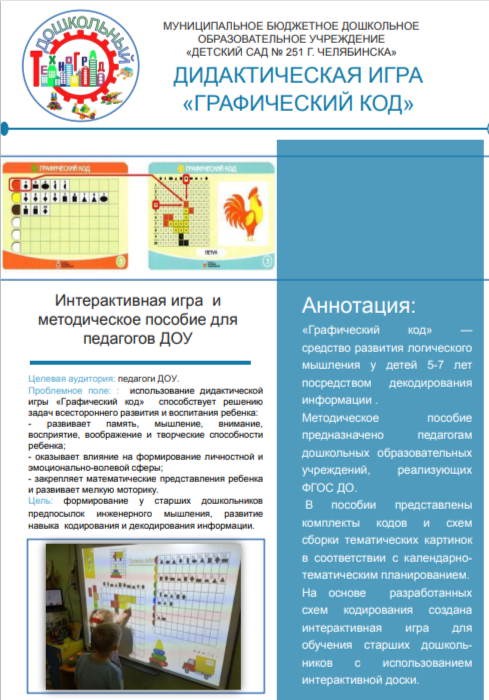 ДОШКОЛЬНЫЙ
ТЕХНОГРАД
МУНИЦИПАЛЬНОЕ БЮДЖЕТНОЕ ДОШКОЛЬНОЕ
ОБРАЗОВАТЕЛЬНОЕ УЧРЕЖДЕНИЕ
«ДЕТСКИЙ САД № 251 Г. ЧЕЛЯБИНСКА»
ДИДАКТИЧЕСКАЯ ИГРА
«ГРАФИЧЕСКИЙ КОД»
ГРАФИЧЕСКИЙ КОД
ГРАФИЧЕСКИЙ КОД
ПЕТУХ
Интерактивная игра и
методическое пособие для
педагогов ДОУ
Целевая аудитория: педагоги ДОУ.
Проблемное поле: : использование дидактической
игры «Графический код» способствует решению
задач всестороннего развития и воспитания ребенка:
- развивает память, мышление, внимание,
восприятие, воображение и творческие способности
ребенка;
- оказывает влияние на формирование личностной и
эмоционально-волевой сферы;
- закрепляет математические представления ребенка
и развивает мелкую моторику.
Цель: формирование у старших дошкольников
предпосылок инженерного мышления, развитие
навыка кодирования и декодирования информации.
Аннотация:
«Графический код» —
средство развития логического
мышления у детей 5-7 лет
посредством декодирования
информации .
Методическое пособие
предназначено педагогам
дошкольных образовательных
учреждений, реализующих
ФГОС ДО.
В пособии представлены
комплекты кодов и схем
сборки тематических картинок
в соответствии с календарно-
тематическим планированием.
На основе разработанных
схем кодирования создана
интерактивная игра для
обучения старших дошколь-
ников с использованием
интерактивной доски.